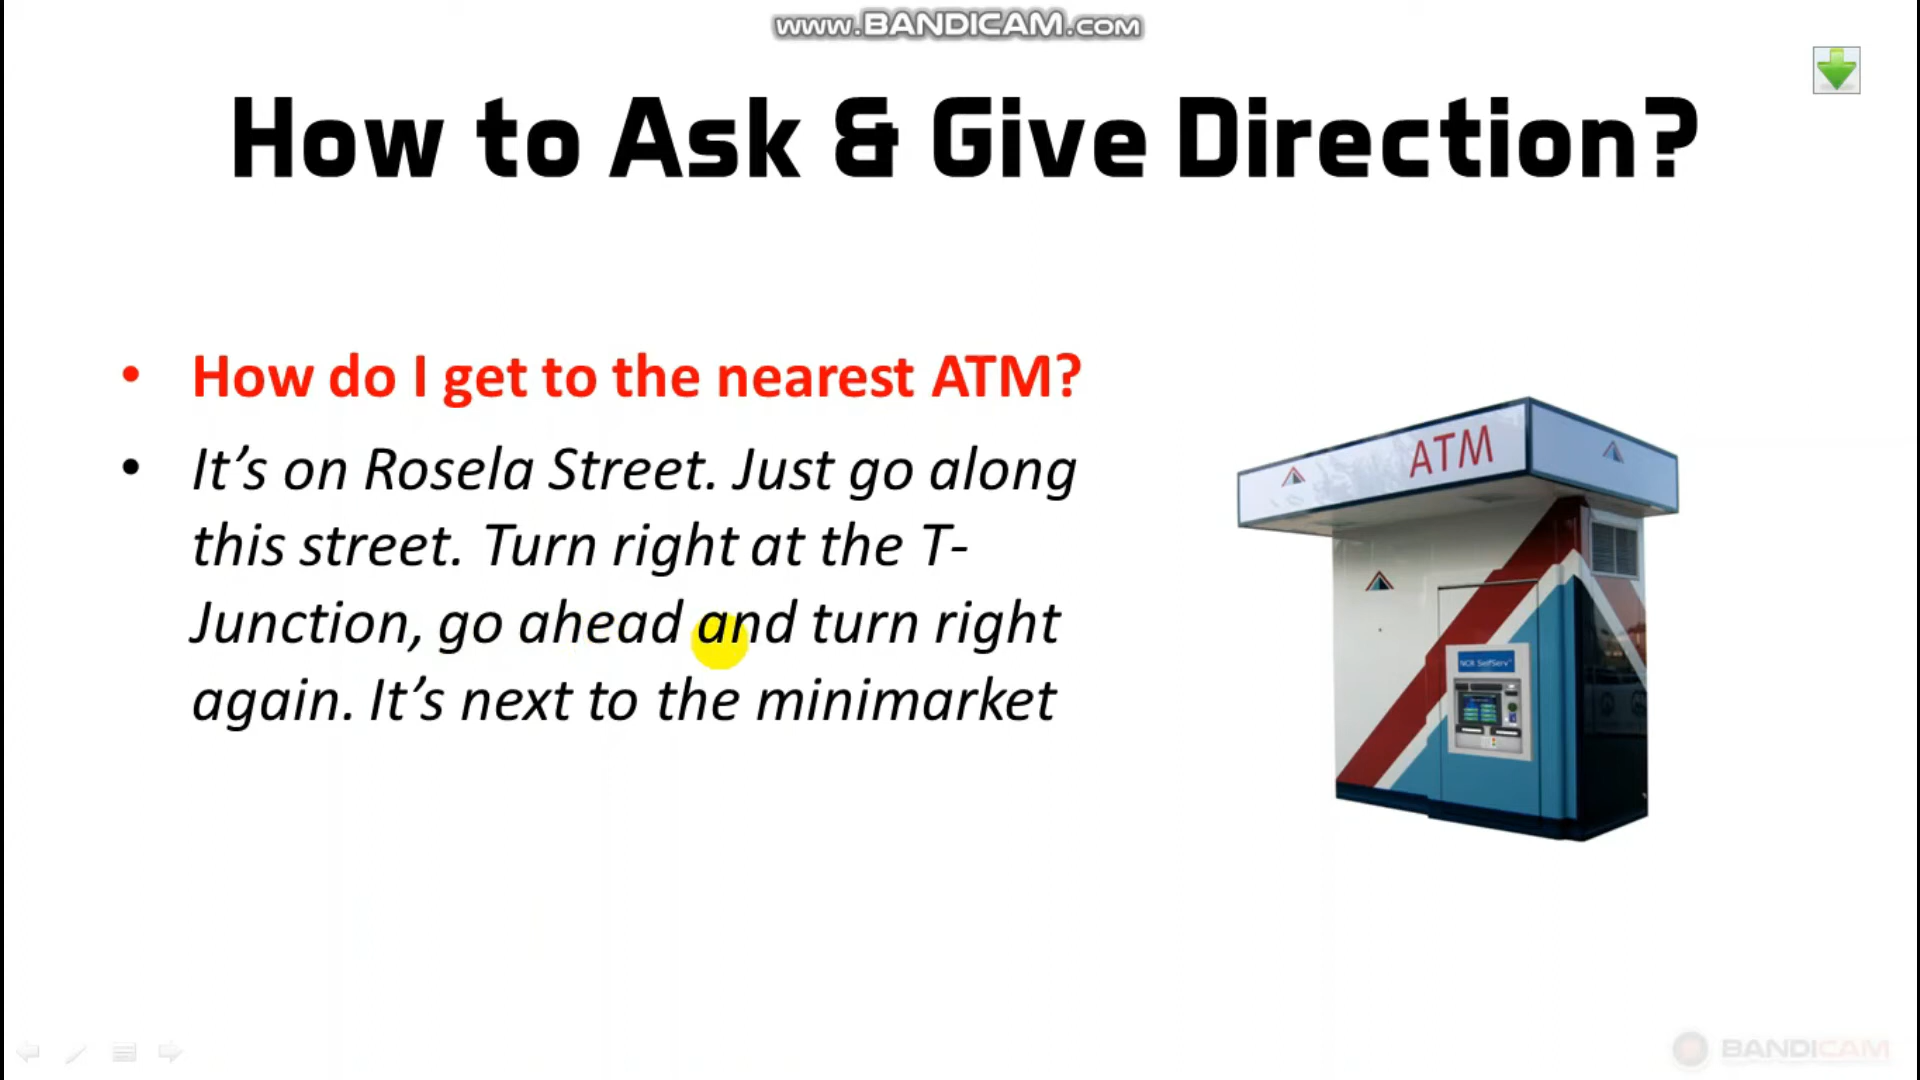 www.BANDICAM.com
How to Ask & Give Direction?
• How do I get to the nearest ATM?
• It’s on Rosela Street. Just go along
this street. Turn right at the T-
Junction, go ahead and turn right
again. It’s next to the minimarket
ATM
NCR SelfServ
BANDICAM